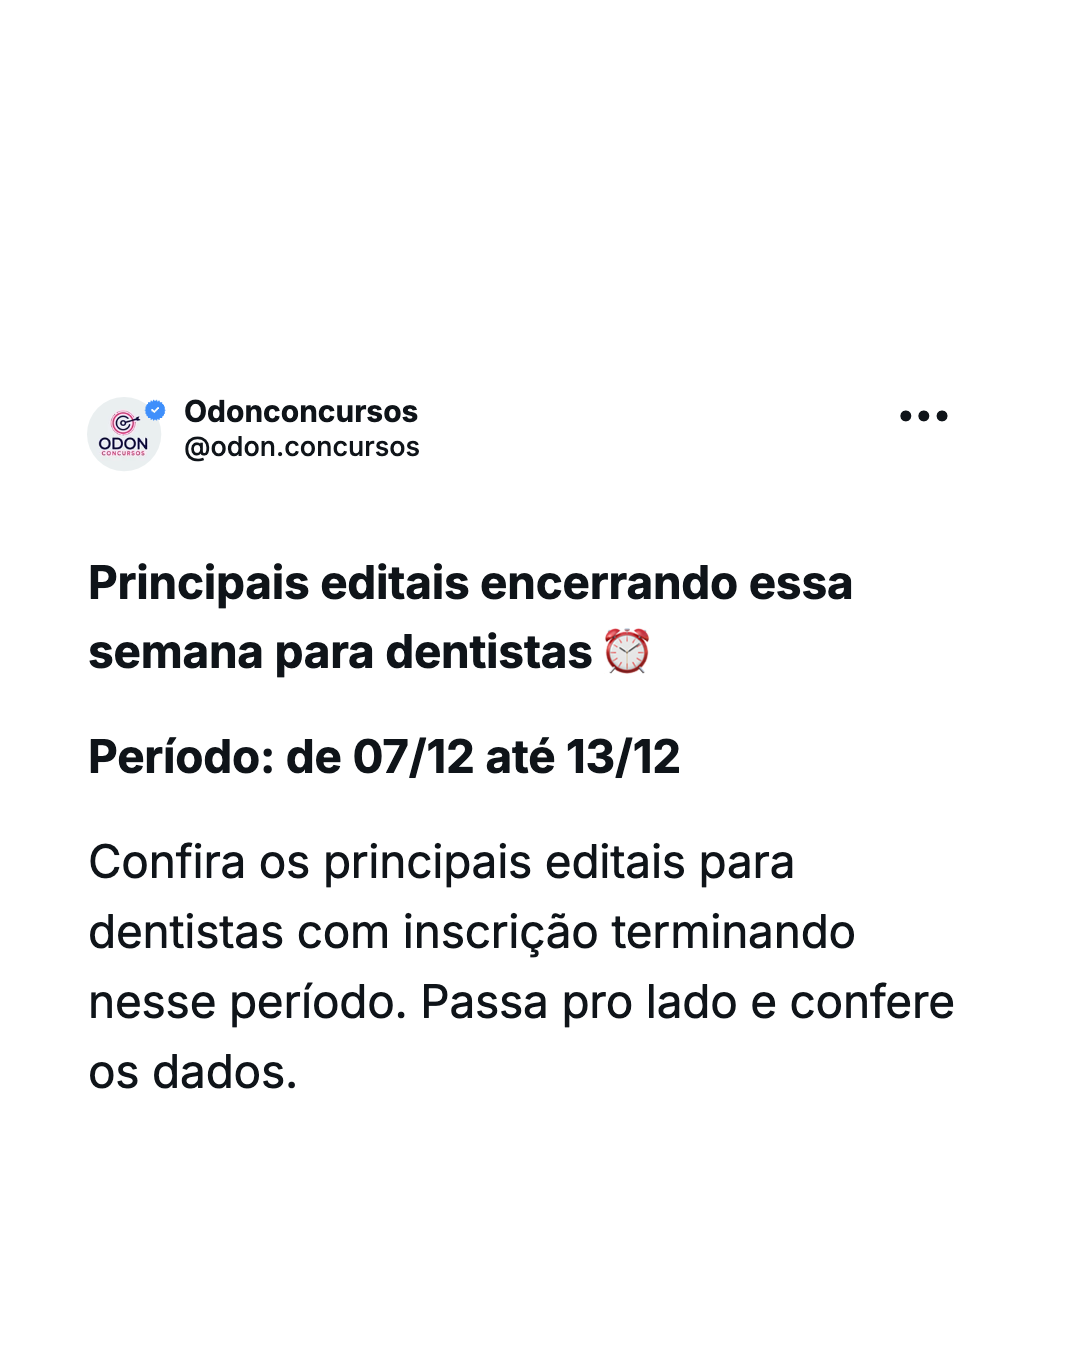 ODON
CONCURSOS
Odonconcursos
@odon.concursos
Principais editais encerrando essa
semana para dentistas ⏰
Período: de 07/12 até 13/12
Confira os principais editais para
dentistas com inscrição terminando
nesse período. Passa pro lado e confere
os dados.